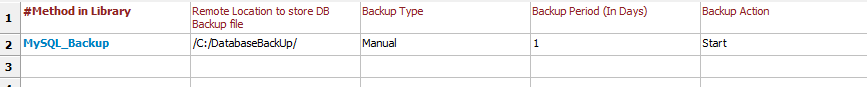 1 #Method in Library Remote Location to store DB Backup file Backup Type Backup Period (In Days) Backup Action
2 MySQL_Backup /C:/DatabaseBackUp/ Manual 1 Start
3